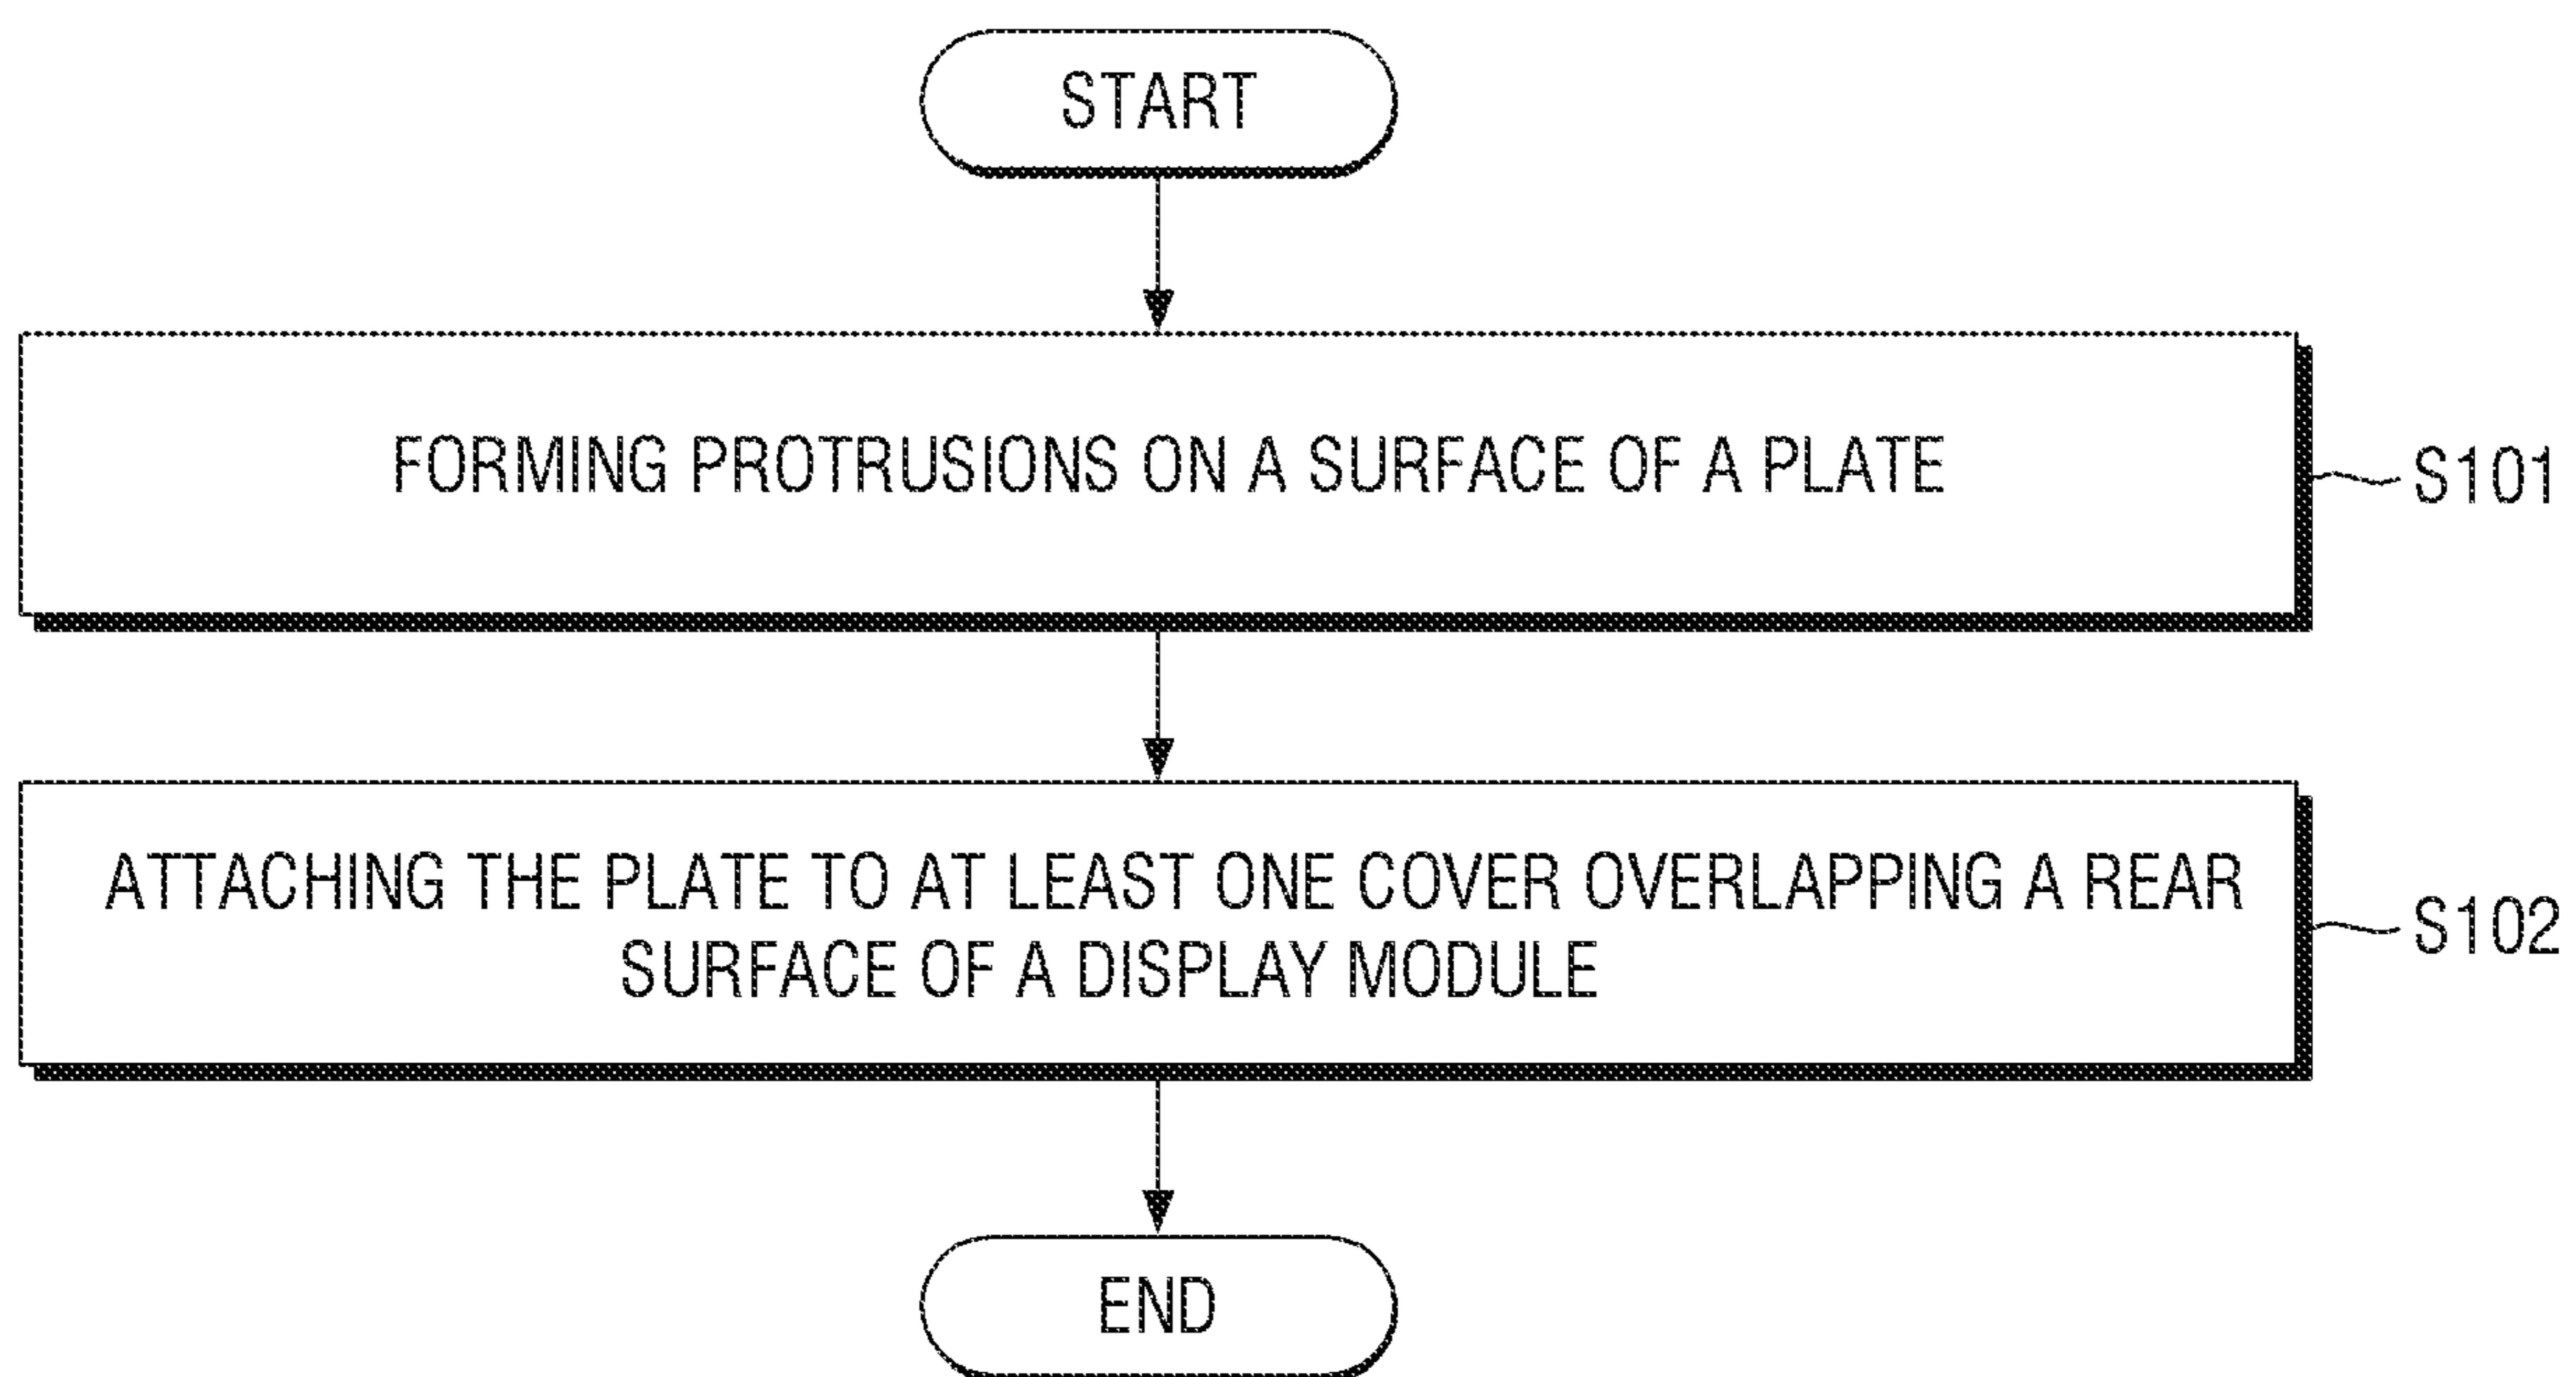 START
FORMING PROTRUSIONS ON A SURFACE OF A PLATE
S101
ATTACHING THE PLATE TO AT LEAST ONE COVER OVERLAPPING A REAR
SURFACE OF A DISPLAY MODULE
S102
END